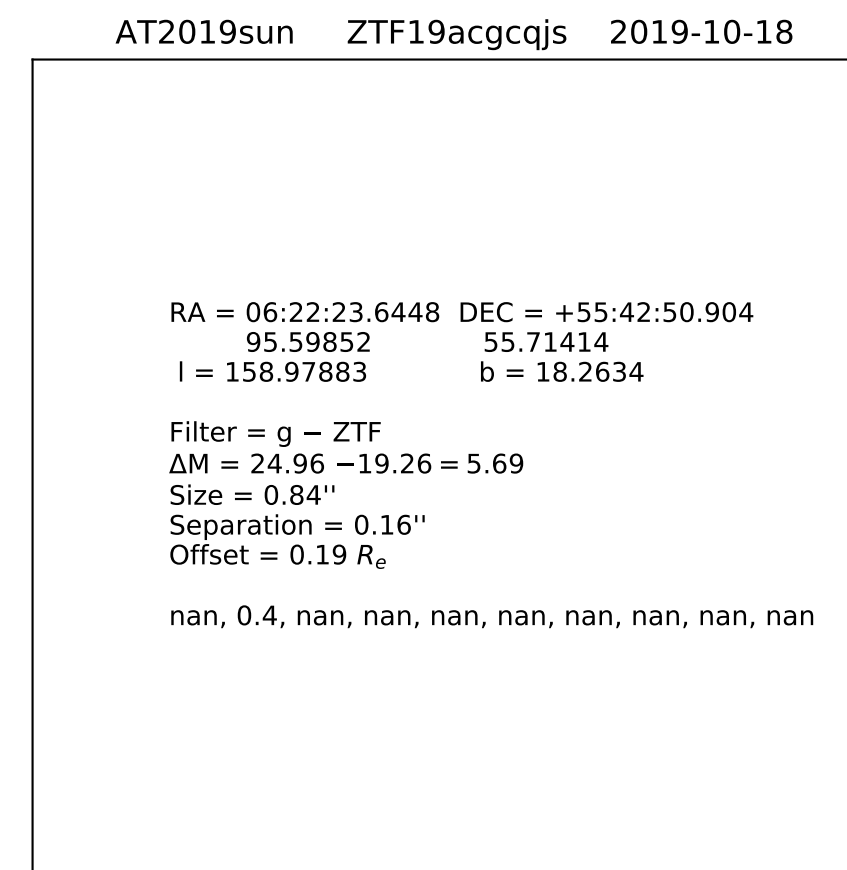 AT2019sun ZTF19acgcqjs 2019-10-18
RA = 06:22:23.6448 DEC = +55:42:50.904
95.59852 55.71414
l = 158.97883 b = 18.2634
Filter = g − ZTF
ΔM = 24.96 −19.26 = 5.69
Size = 0.84''
Separation = 0.16''
Offset = 0.19 Re
nan, 0.4, nan, nan, nan, nan, nan, nan, nan, nan